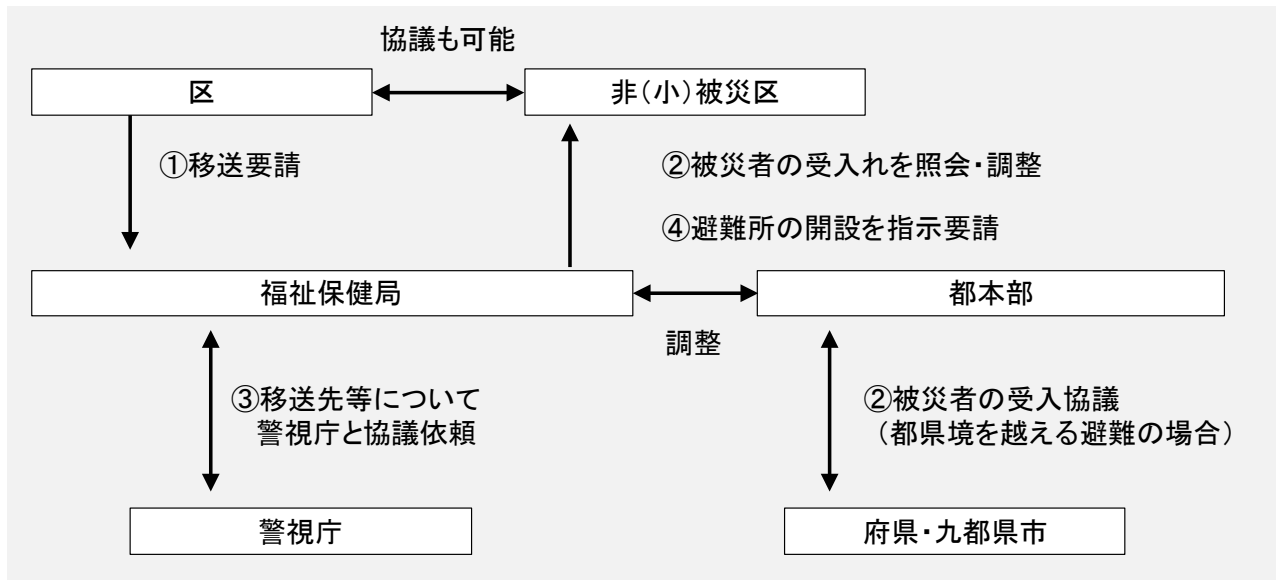 協議も可能
区
非(小)被災区
①移送要請
②被災者の受入れを照会・調整
④避難所の開設を指示要請
福祉保健局
都本部
調整
③移送先等について
警視庁と協議依頼
②被災者の受入協議
(都県境を越える避難の場合)
警視庁
府県・九都県市